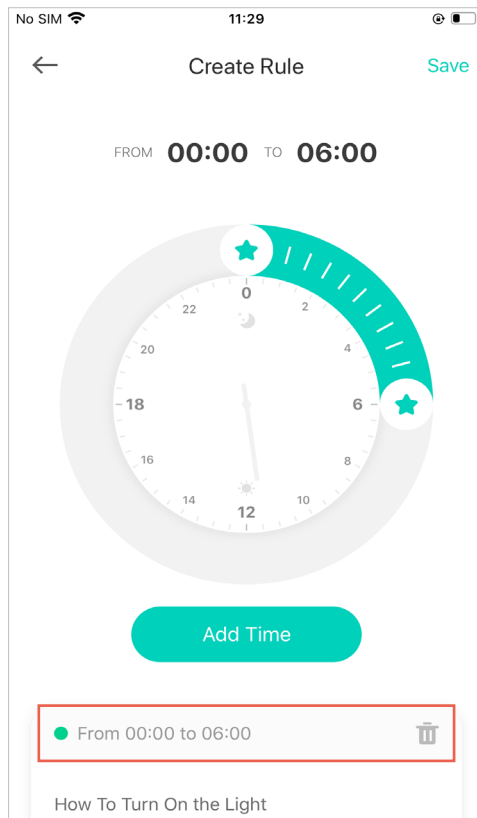 No SIM 11:29
Create Rule Save
FROM 00:00 TO 06:00
0
22 2
20 4
18 6
16 8
14 10
12
Add Time
From 00:00 to 06:00
How To Turn On the Light